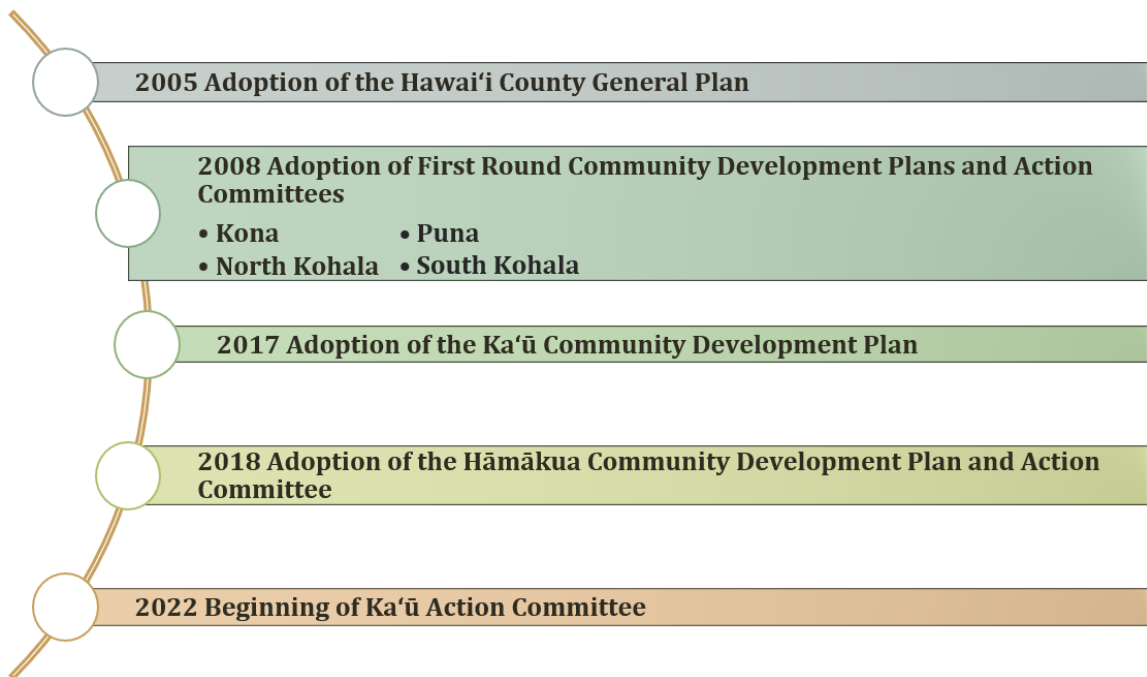 2005 Adoption of the Hawaiʻi County General Plan
2008 Adoption of First Round Community Development Plans and Action
Committees
• Kona
• North Kohala
• Puna
• South Kohala
2017 Adoption of the Kaʻū Community Development Plan
2018 Adoption of the Hāmākua Community Development Plan and Action
Committee
2022 Beginning of Kaʻū Action Committee